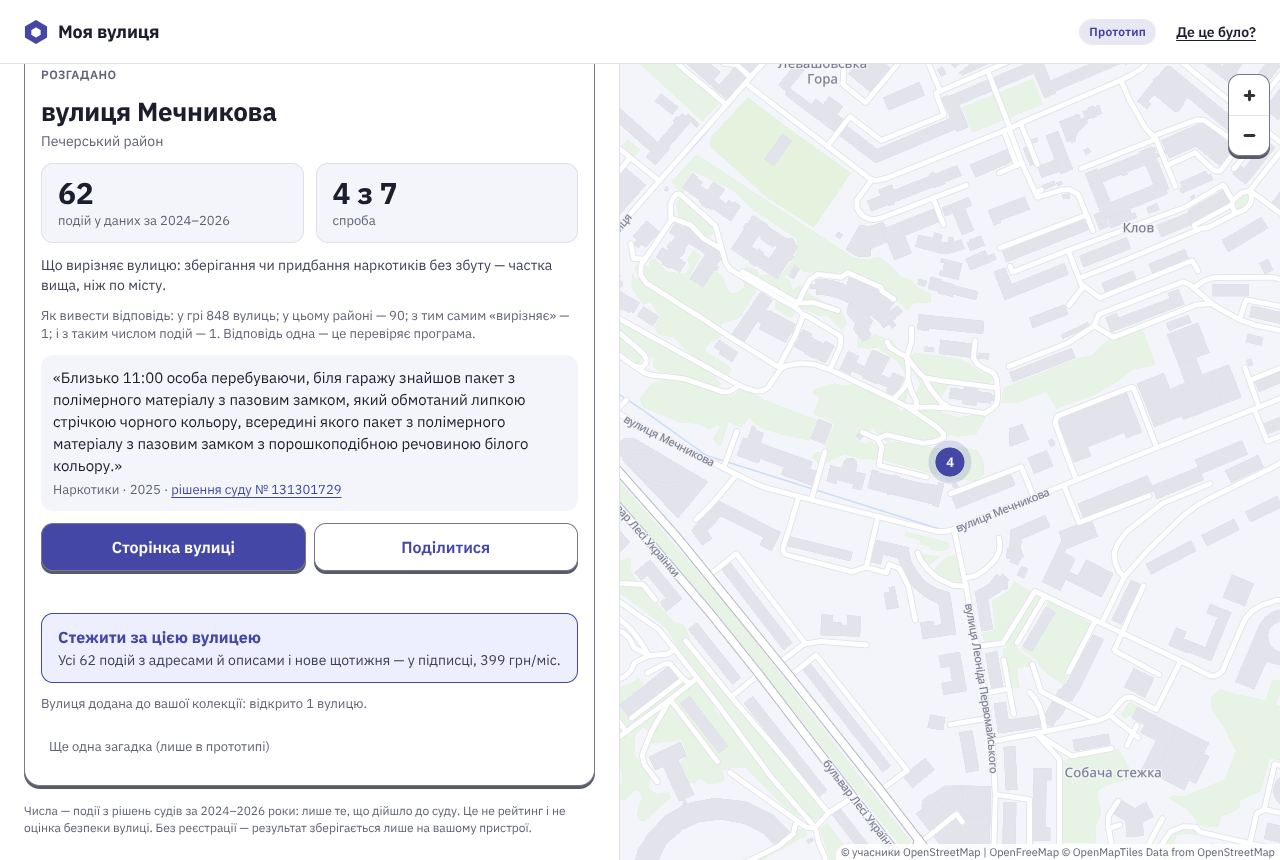 Моя вулиця
Прототип
Де це було?
РОЗГАДАНО
вулиця Мечникова
Печерський район
62
подій у даних за 2024–2026
4 з 7
спроба
Що вирізняє вулицю: зберігання чи придбання наркотиків без збуту — частка
вища, ніж по місту.
Як вивести відповідь: у грі 848 вулиць; у цьому районі — 90; з тим самим «вирізняє» —
1; і з таким числом подій — 1. Відповідь одна — це перевіряє програма.
«Близько 11:00 особа перебуваючи, біля гаражу знайшов пакет з
полімерного матеріалу з пазовим замком, який обмотаний липкою
стрічкою чорного кольору, всередині якого пакет з полімерного
матеріалу з пазовим замком з порошкоподібною речовиною білого
кольору.»
Наркотики · 2025 · рішення суду № 131301729
Сторінка вулиці
Поділитися
Стежити за цією вулицею
Усі 62 подій з адресами й описами і нове щотижня — у підписці, 399 грн/міс.
Вулиця додана до вашої колекції: відкрито 1 вулицю.
Ще одна загадка (лише в прототипі)
Числа — події з рішень судів за 2024–2026 роки: лише те, що дійшло до суду. Це не рейтинг і не
оцінка безпеки вулиці. Без реєстрації — результат зберігається лише на вашому пристрої.
Левашовська
Гора
+
−
Клов
вулиця Мечникова
4
вулиця Мечникова
вулиця Леоніда Первомайського
Собача стежка
© учасники OpenStreetMap | OpenFreeMap © OpenMapTiles Data from OpenStreetMap